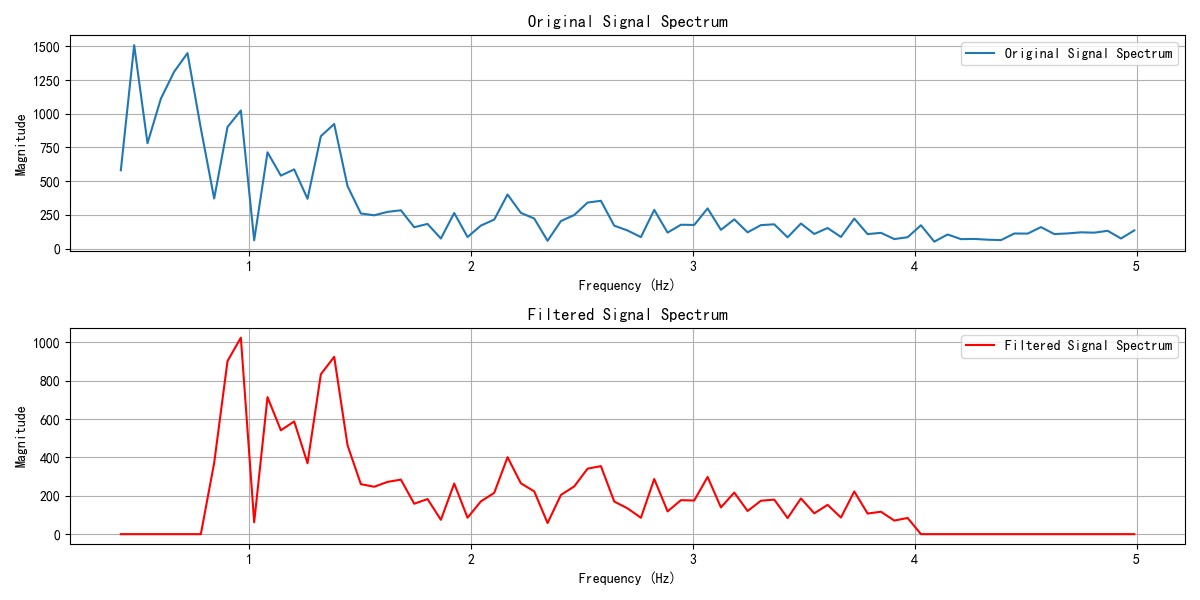 Original Signal Spectrum
Original Signal Spectrum
1500
1250
1000
750
500
250
0
Magnitude
1 2 3 4 5
Frequency (Hz)
Filtered Signal Spectrum
Filtered Signal Spectrum
1000
800
600
400
200
0
Magnitude
1 2 3 4 5
Frequency (Hz)